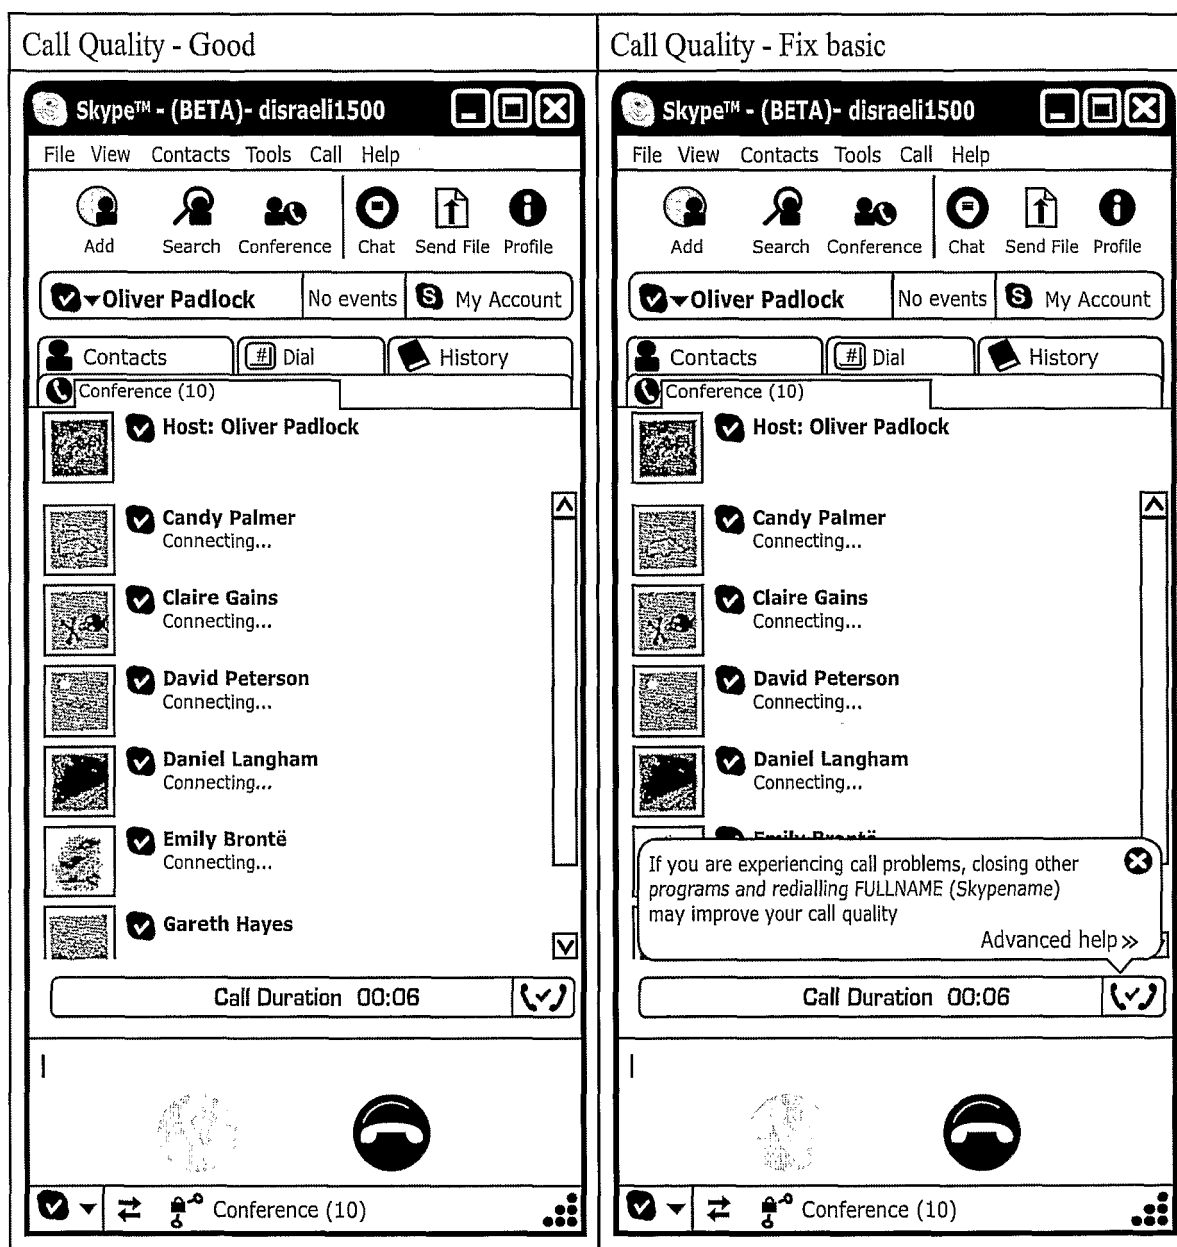 Call Quality - Good
Skype™ - (BETA)- disraeli1500
File View Contacts Tools Call Help
Add Search Conference Chat Send File Profile
Oliver Padlock No events My Account
Contacts Dial History
Conference (10)
Host: Oliver Padlock
Candy Palmer
Connecting...
Claire Gains
Connecting...
David Peterson
Connecting...
Daniel Langham
Connecting...
Emily Brontë
Connecting...
Gareth Hayes
Call Duration 00:06
Conference (10)
Call Quality - Fix basic
Skype™ - (BETA)- disraeli1500
File View Contacts Tools Call Help
Add Search Conference Chat Send File Profile
Oliver Padlock No events My Account
Contacts Dial History
Conference (10)
Host: Oliver Padlock
Candy Palmer
Connecting...
Claire Gains
Connecting...
David Peterson
Connecting...
Daniel Langham
Connecting...
Emily Brontë
If you are experiencing call problems, closing other
programs and redialling FULLNAME (Skypename)
may improve your call quality
Advanced help »
Call Duration 00:06
Conference (10)